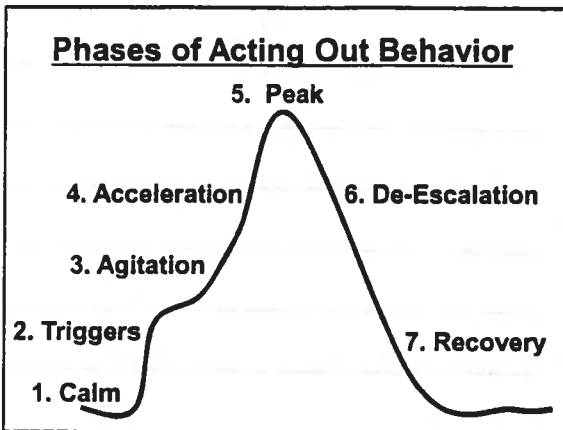 Phases of Acting Out Behavior
5. Peak
4. Acceleration
6. De-Escalation
3. Agitation
2. Triggers
7. Recovery
1. Calm